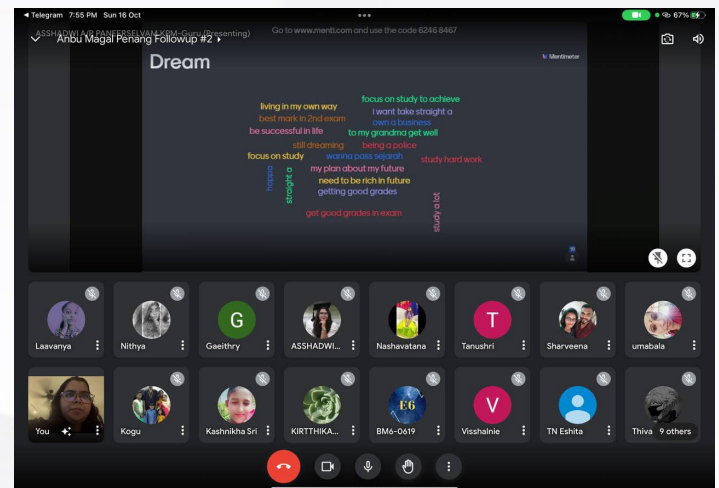 Telegram 7:55 PM Sun 16 Oct
67%
ASSHADWI A/P PANEERSELVAM KPM-Guru (Presenting)
Anbu Magal Penang Followup #2
Go to www.menti.com and use the code 6246 8467
Dream
Mentimeter
focus on study to achieve
living in my own way
i want take straight a
best mark in 2nd exam
own a business
be successful in life
to my grandma get well
still dreaming
being a police
focus on study
wanna pass sejarah
study hard work
happa
straight a
my plan about my future
need to be rich in future
getting good grades
study a lot
get good grades in exam
G
T
Laavanya
Nithya
Gaeithry
ASSHADWI...
Nashavatana
Tanushri
Sharveena
umabala
E6
V
You
Kogu
Kashnikha Sri
KIRTTHIKA...
BM6-0619
Visshalnie
TN Eshita
Thiva
9 others